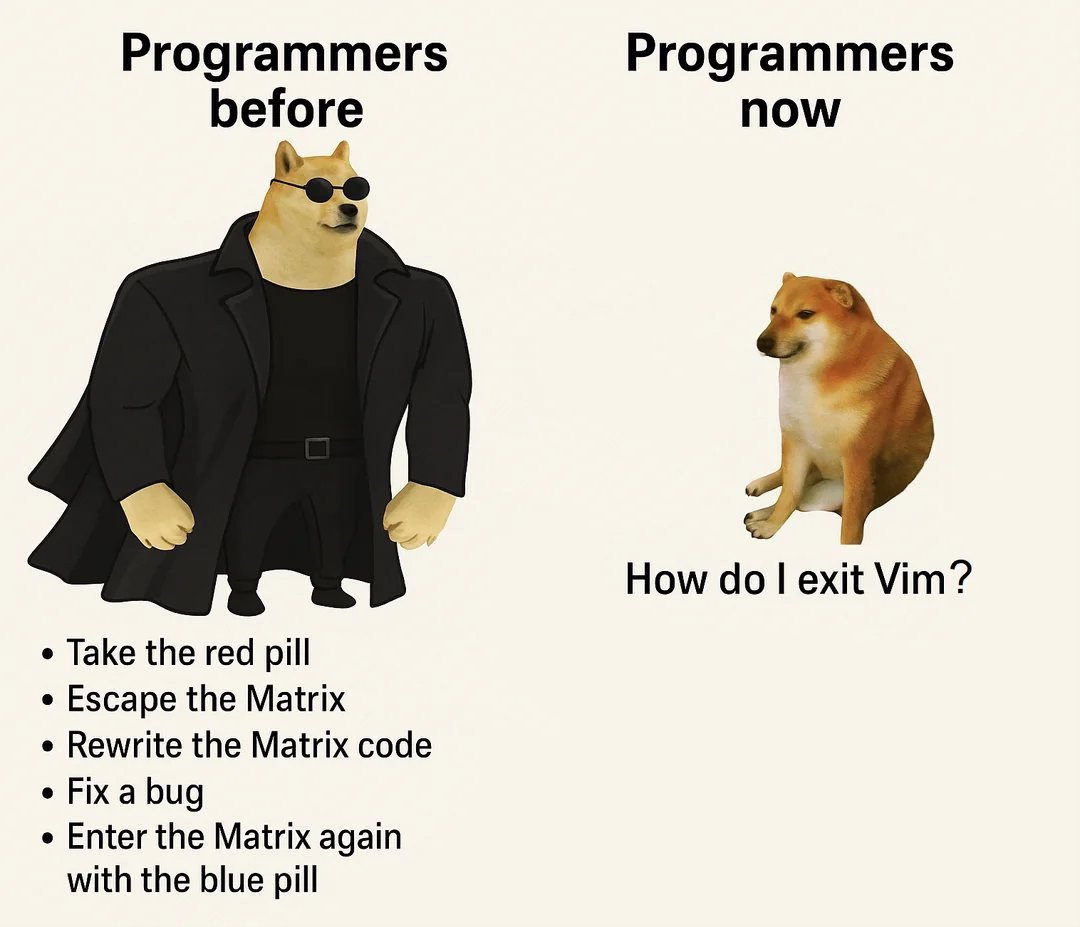 Programmers
before
Programmers
now
How do I exit Vim?
• Take the red pill
• Escape the Matrix
• Rewrite the Matrix code
• Fix a bug
• Enter the Matrix again
with the blue pill